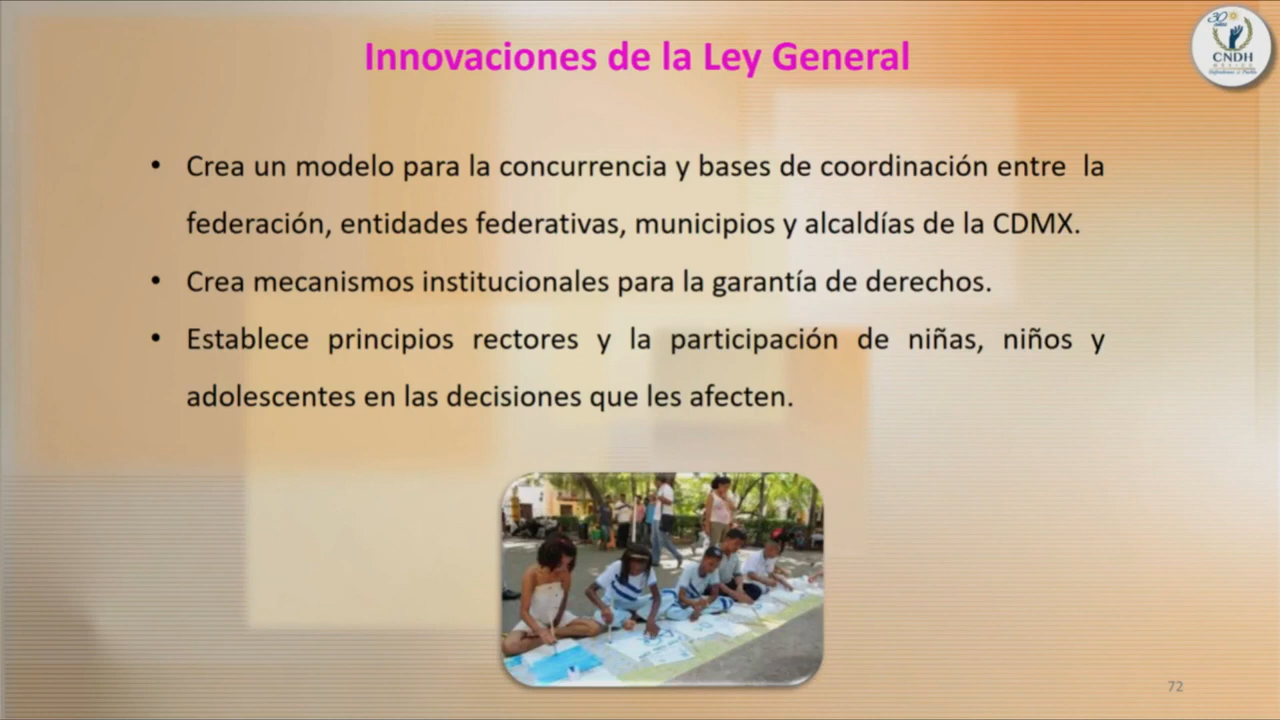 Innovaciones de la Ley General
30
CNDH
MÉXICO
• Crea un modelo para la concurrencia y bases de coordinación entre la
federación, entidades federativas, municipios y alcaldías de la CDMX.
• Crea mecanismos institucionales para la garantía de derechos.
• Establece principios rectores y la participación de niñas, niños y
adolescentes en las decisiones que les afecten.
72